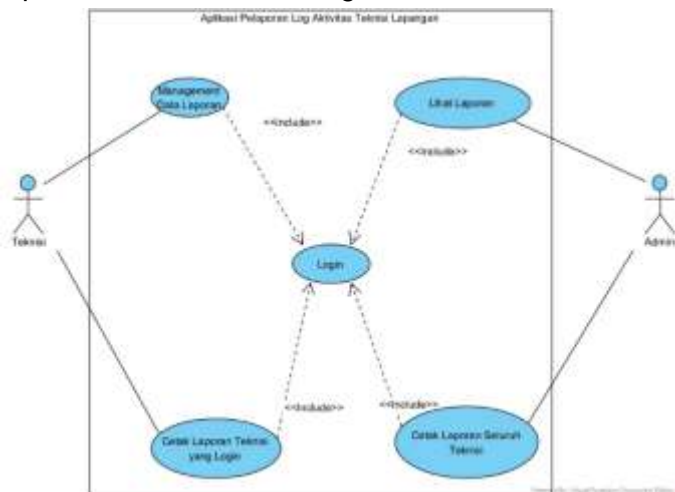 Aplikasi Pelaporan Log Aktivitas Teknisi Lapangan
Management
Data Laporan
<<Include>>
Lihat Laporan
<<Include>>
Teknisi
Admin
Login
<<Include>>
<<Include>>
Cetak Laporan Teknisi
yang Login
Cetak Laporan Seluruh
Teknisi